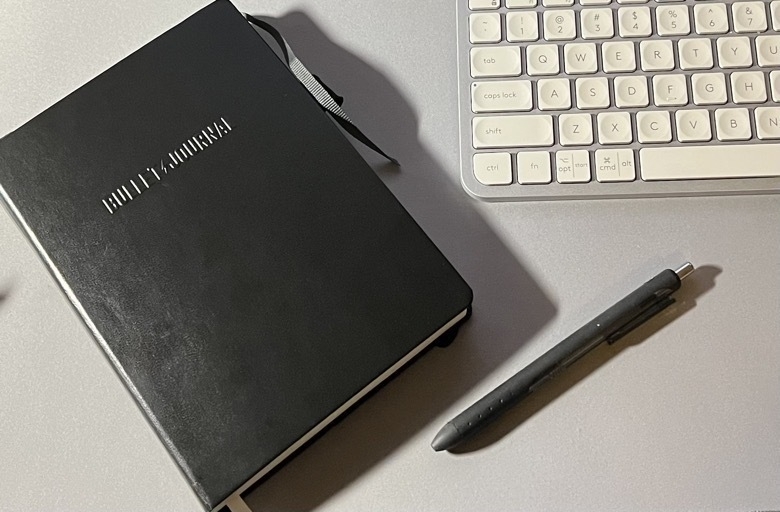 BULLET/JOURNAL
~ ! @ # $ % ^ &
` 1 2 3 4 5 6 7
tab Q W E R T Y U
caps lock A S D F G H
shift Z X C V B N
ctrl fn opt start cmd alt